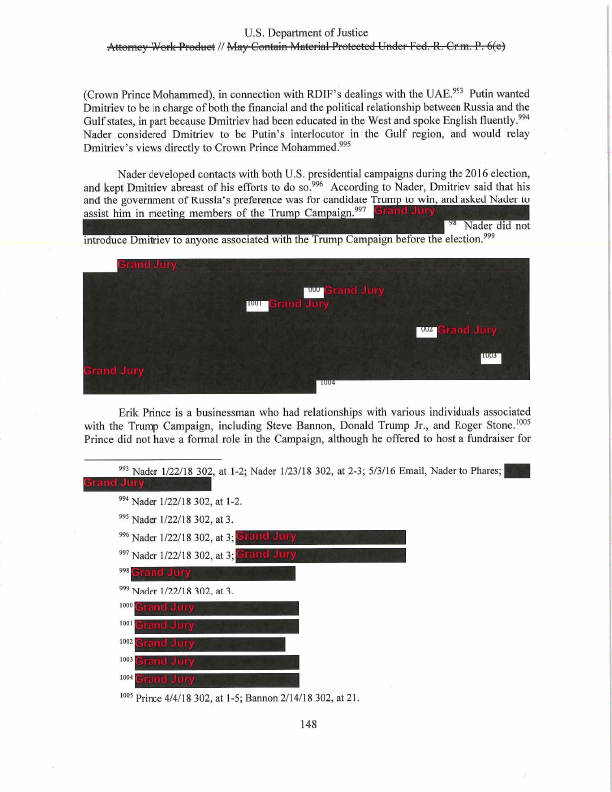 U.S. Department of Justice
Attorney Work Product // May Contain Material Protected Under Fed. R. Crim. P. 6(e)
(Crown Prince Mohammed), in connection with RDIF's dealings with the UAE.993 Putin wanted
Dmitriev to be in charge of both the financial and the political relationship between Russia and the
Gulf states, in part because Dmitriev had been educated in the West and spoke English fluently.994
Nader considered Dmitriev to be Putin's interlocutor in the Gulf region, and would relay
Dmitriev's views directly to Crown Prince Mohammed.995
Nader developed contacts with both U.S. presidential campaigns during the 2016 election,
and kept Dmitriev abreast of his efforts to do so.996 According to Nader, Dmitriev said that his
and the government of Russia's preference was for candidate Trump to win, and asked Nader to
assist him in meeting members of the Trump Campaign.997 Grand Jury
98 Nader did not
introduce Dmitriev to anyone associated with the Trump Campaign before the election.999
Grand Jury
000 Grand Jury
1001 Grand Jury
002 Grand Jury
1003
Grand Jury
1004
Erik Prince is a businessman who had relationships with various individuals associated
with the Trump Campaign, including Steve Bannon, Donald Trump Jr., and Roger Stone.1005
Prince did not have a formal role in the Campaign, although he offered to host a fundraiser for
993 Nader 1/22/18 302, at 1-2; Nader 1/23/18 302, at 2-3; 5/3/16 Email, Nader to Phares;
Grand Jury
994 Nader 1/22/18 302, at 1-2.
995 Nader 1/22/18 302, at 3.
996 Nader 1/22/18 302, at 3; Grand Jury
997 Nader 1/22/18 302, at 3; Grand Jury
998 Grand Jury
999 Nader 1/22/18 302, at 3.
1000 Grand Jury
1001 Grand Jury
1002 Grand Jury
1003 Grand Jury
1004 Grand Jury
1005 Prince 4/4/18 302, at 1-5; Bannon 2/14/18 302, at 21.
148